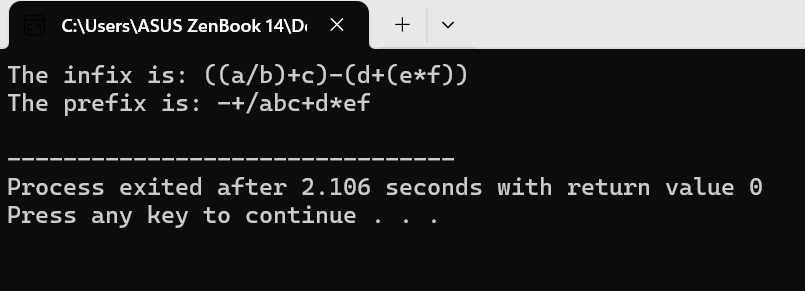 C:\Users\ASUS ZenBook 14\D
The infix is: ((a/b)+c)-(d+(e*f))
The prefix is: -+/abc+d*ef
--------------------------------
Process exited after 2.106 seconds with return value 0
Press any key to continue . . .